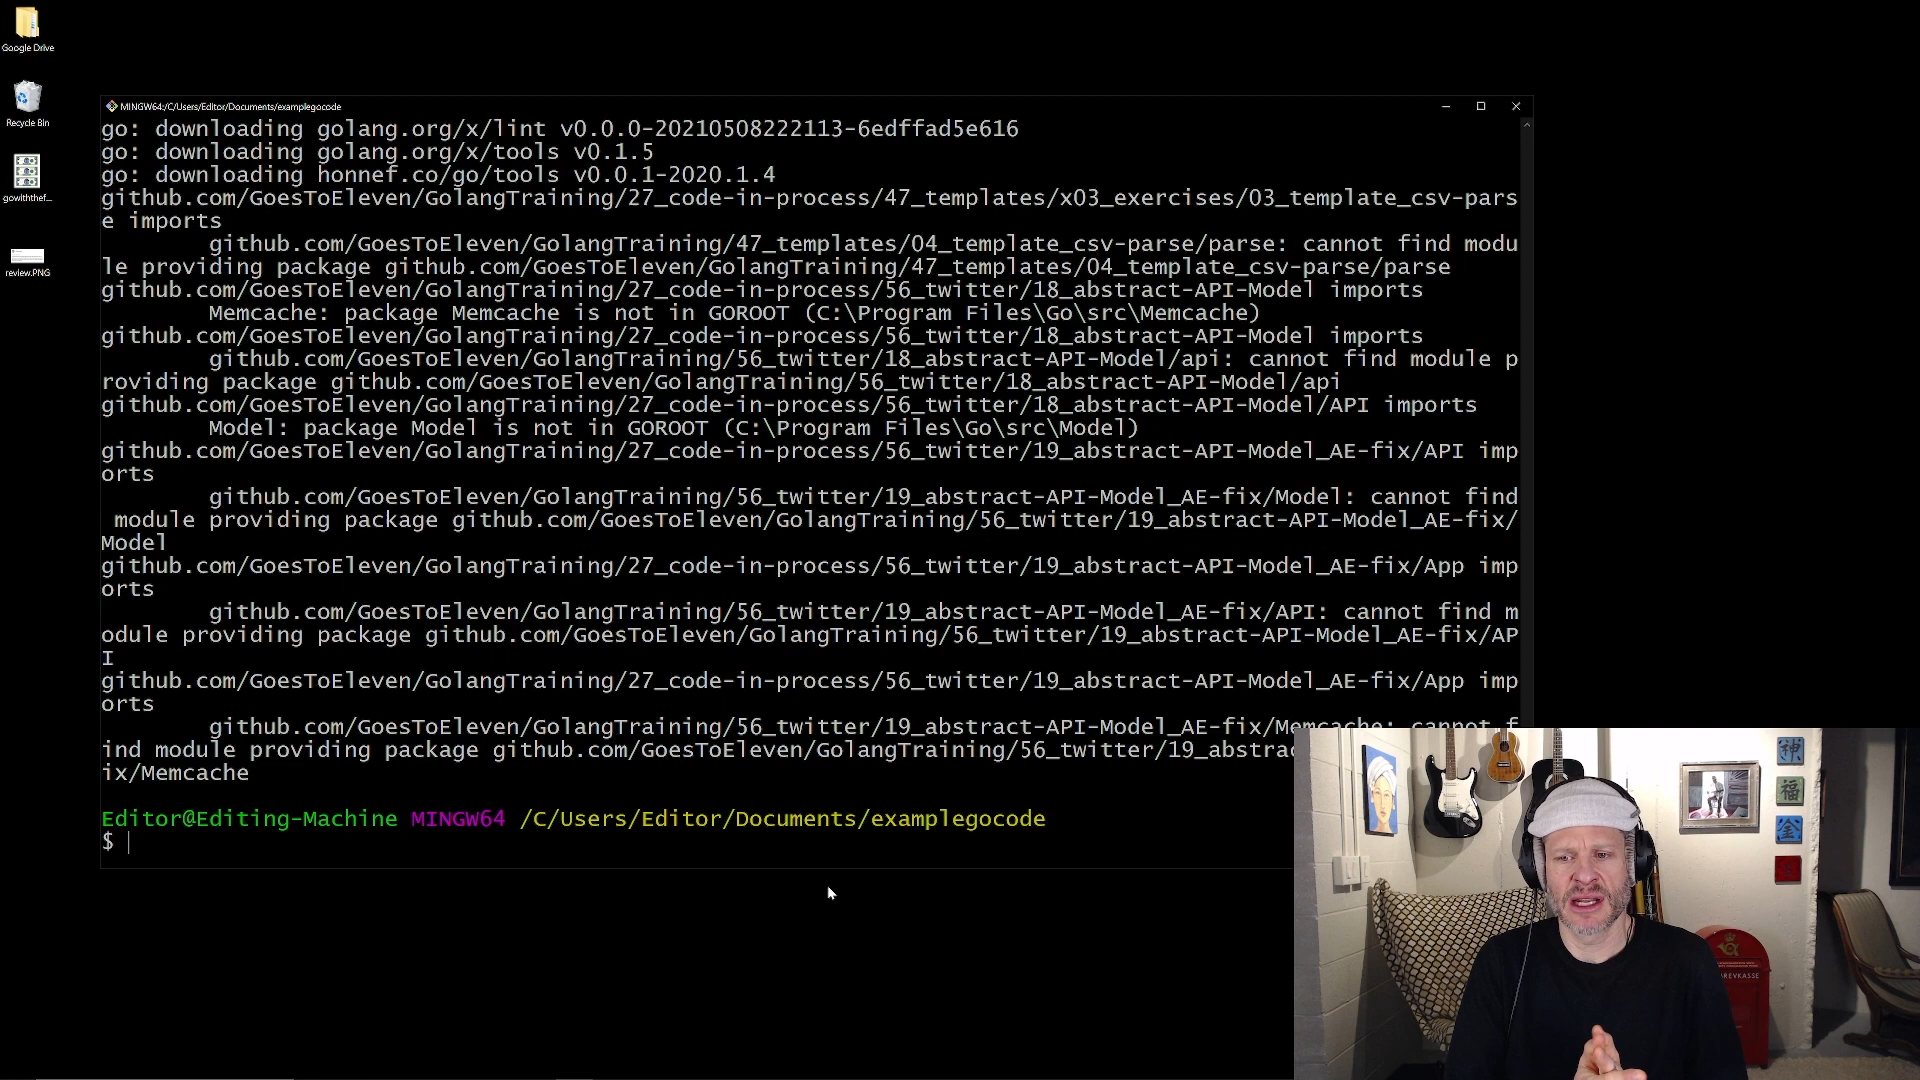 Google Drive
Recycle Bin
gowiththef...
review.PNG
MINGW64:/C/Users/Editor/Documents/examplegocode
go: downloading golang.org/x/lint v0.0.0-20210508222113-6edffad5e616
go: downloading golang.org/x/tools v0.1.5
go: downloading honnef.co/go/tools v0.0.1-2020.1.4
github.com/GoesToEleven/GolangTraining/27_code-in-process/47_templates/x03_exercises/03_template_csv-pars
e imports
github.com/GoesToEleven/GolangTraining/47_templates/04_template_csv-parse/parse: cannot find modu
le providing package github.com/GoesToEleven/GolangTraining/47_templates/04_template_csv-parse/parse
github.com/GoesToEleven/GolangTraining/27_code-in-process/56_twitter/18_abstract-API-Model imports
Memcache: package Memcache is not in GOROOT (C:\Program Files\Go\src\Memcache)
github.com/GoesToEleven/GolangTraining/27_code-in-process/56_twitter/18_abstract-API-Model imports
github.com/GoesToEleven/GolangTraining/56_twitter/18_abstract-API-Model/api: cannot find module p
roviding package github.com/GoesToEleven/GolangTraining/56_twitter/18_abstract-API-Model/api
github.com/GoesToEleven/GolangTraining/27_code-in-process/56_twitter/18_abstract-API-Model/API imports
Model: package Model is not in GOROOT (C:\Program Files\Go\src\Model)
github.com/GoesToEleven/GolangTraining/27_code-in-process/56_twitter/19_abstract-API-Model_AE-fix/API imp
orts
github.com/GoesToEleven/GolangTraining/56_twitter/19_abstract-API-Model_AE-fix/Model: cannot find
module providing package github.com/GoesToEleven/GolangTraining/56_twitter/19_abstract-API-Model_AE-fix/
Model
github.com/GoesToEleven/GolangTraining/27_code-in-process/56_twitter/19_abstract-API-Model_AE-fix/App imp
orts
github.com/GoesToEleven/GolangTraining/56_twitter/19_abstract-API-Model_AE-fix/API: cannot find m
odule providing package github.com/GoesToEleven/GolangTraining/56_twitter/19_abstract-API-Model_AE-fix/AP
I
github.com/GoesToEleven/GolangTraining/27_code-in-process/56_twitter/19_abstract-API-Model_AE-fix/App imp
orts
github.com/GoesToEleven/GolangTraining/56_twitter/19_abstract-API-Model_AE-fix/Memcache: cannot f
ind module providing package github.com/GoesToEleven/GolangTraining/56_twitter/19_abstrac
ix/Memcache
Editor@Editing-Machine MINGW64 /C/Users/Editor/Documents/examplegocode
$
神
福
金